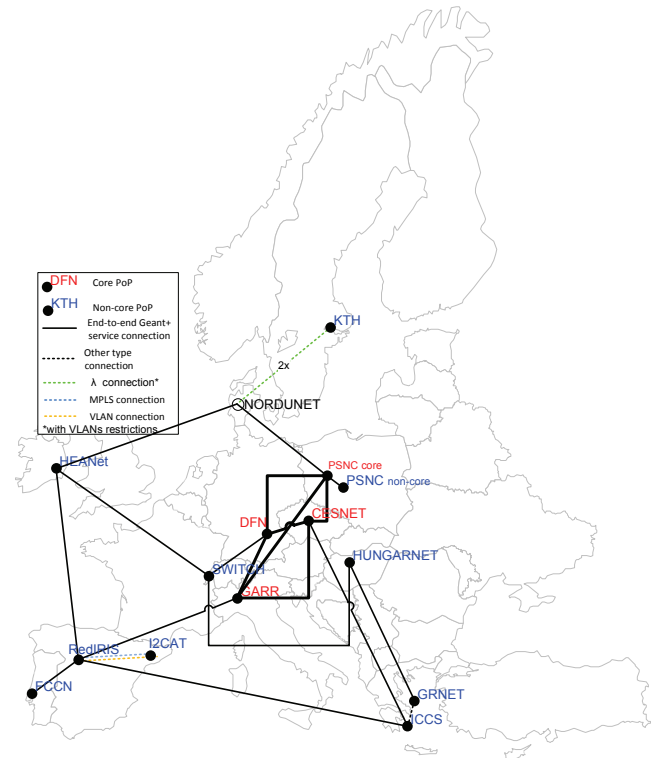 KTH
2x
NORDUNET
DFN
Core PoP
KTH
Non-core PoP
End-to-end Geant+
service connection
Other type
connection
λ connection*
MPLS connection
VLAN connection
*with VLANs restrictions
HEANet
PSNC core
PSNC non-core
CESNET
DFN
HUNGARNET
SWITCH
GARR
I2CAT
RedIRIS
FCCN
GRNET
ICCS